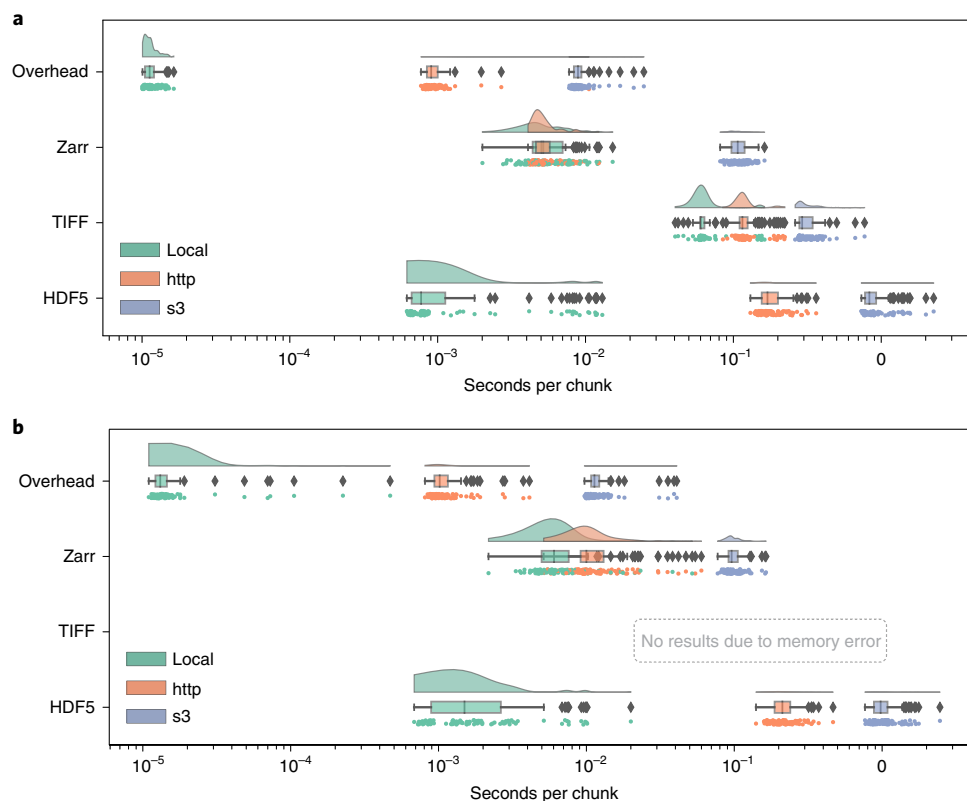 a
Overhead
Zarr
TIFF
HDF5
Local
http
s3
10⁻⁵ 10⁻⁴ 10⁻³ 10⁻² 10⁻¹ 0
Seconds per chunk
b
Overhead
Zarr
TIFF
No results due to memory error
HDF5
Local
http
s3
10⁻⁵ 10⁻⁴ 10⁻³ 10⁻² 10⁻¹ 0
Seconds per chunk